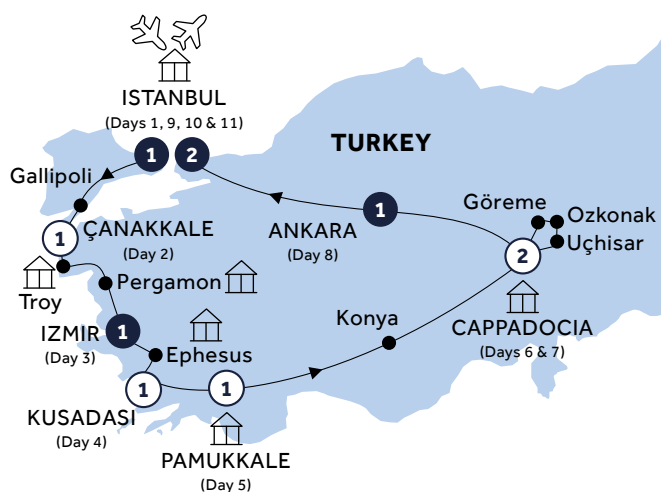 ISTANBUL
(Days 1, 9, 10 & 11)
TURKEY
1
2
Gallipoli
1
ÇANAKKALE
(Day 2)
ANKARA
(Day 8)
1
Göreme
Ozkonak
Uçhisar
2
Troy
Pergamon
CAPPADOCIA
(Days 6 & 7)
IZMIR
(Day 3)
1
Konya
Ephesus
1
1
KUSADASI
(Day 4)
PAMUKKALE
(Day 5)